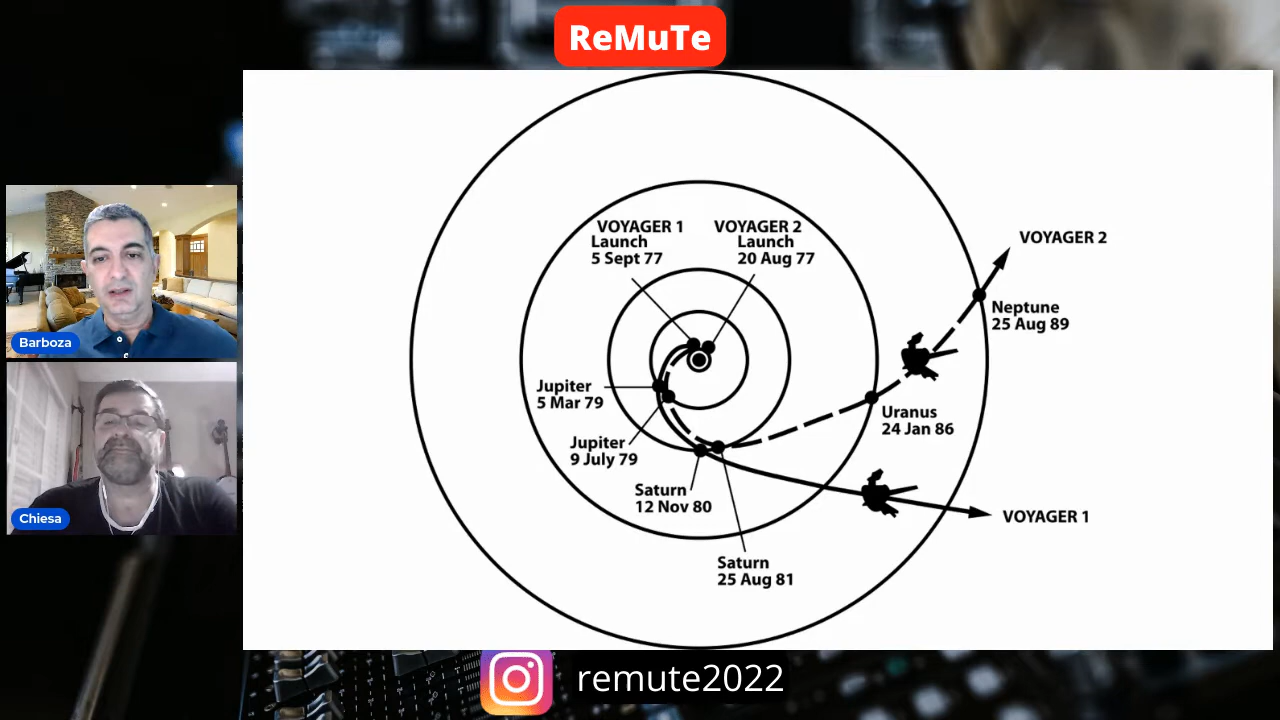 ReMuTe
VOYAGER 1
Launch
5 Sept 77
VOYAGER 2
Launch
20 Aug 77
VOYAGER 2
Neptune
25 Aug 89
Jupiter
5 Mar 79
Uranus
24 Jan 86
Jupiter
9 July 79
Saturn
12 Nov 80
VOYAGER 1
Saturn
25 Aug 81
Barboza
Chiesa
remute2022